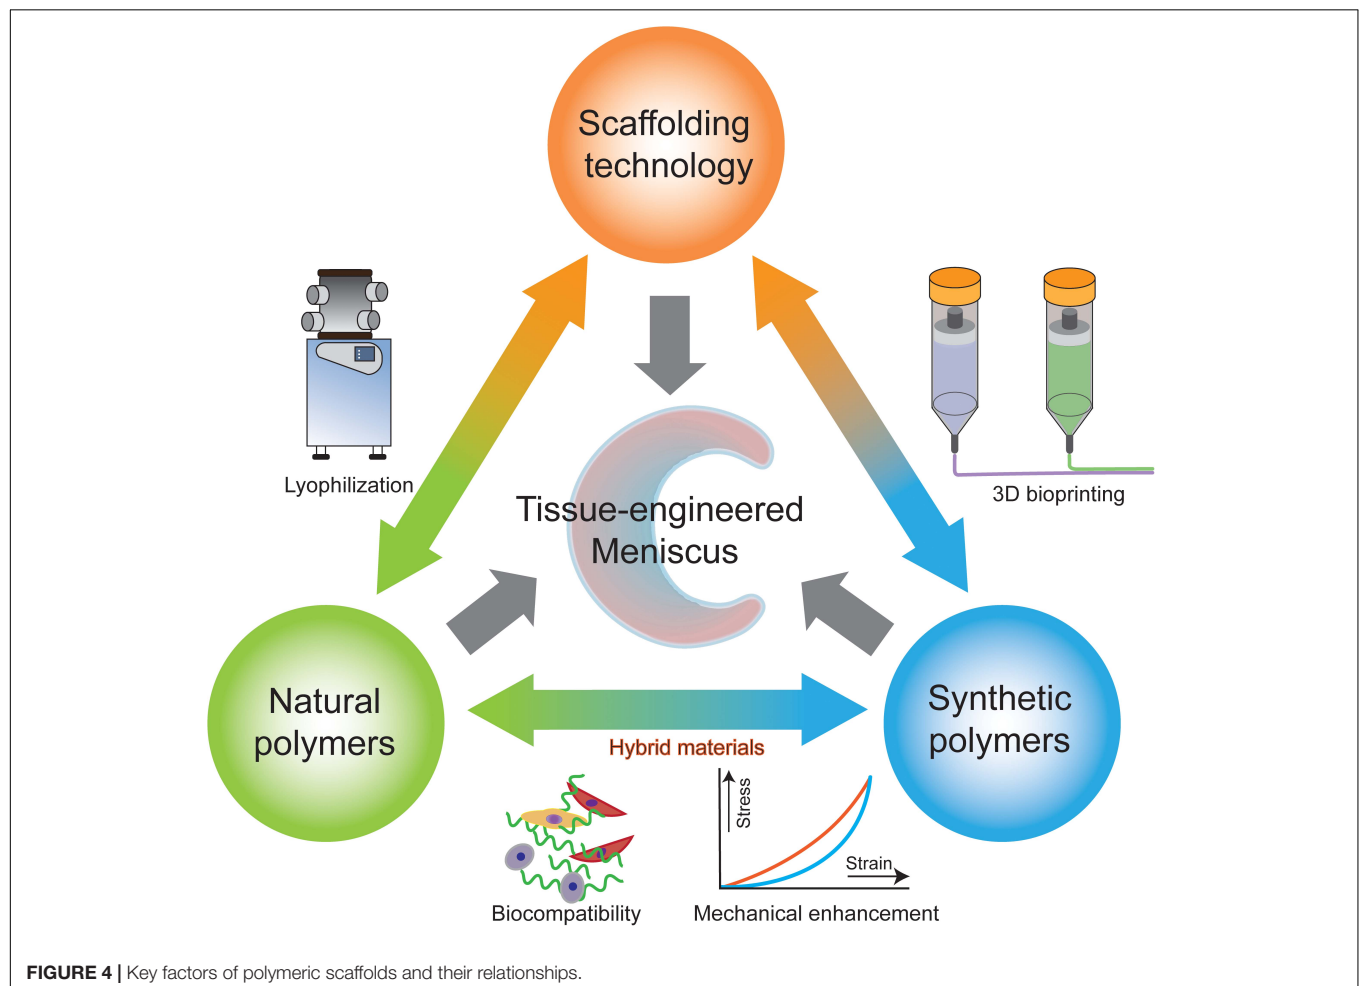 Scaffolding
technology
Lyophilization
3D bioprinting
Tissue-engineered
Meniscus
Natural
polymers
Synthetic
polymers
Hybrid materials
Stress
Strain
Biocompatibility
Mechanical enhancement
FIGURE 4 | Key factors of polymeric scaffolds and their relationships.